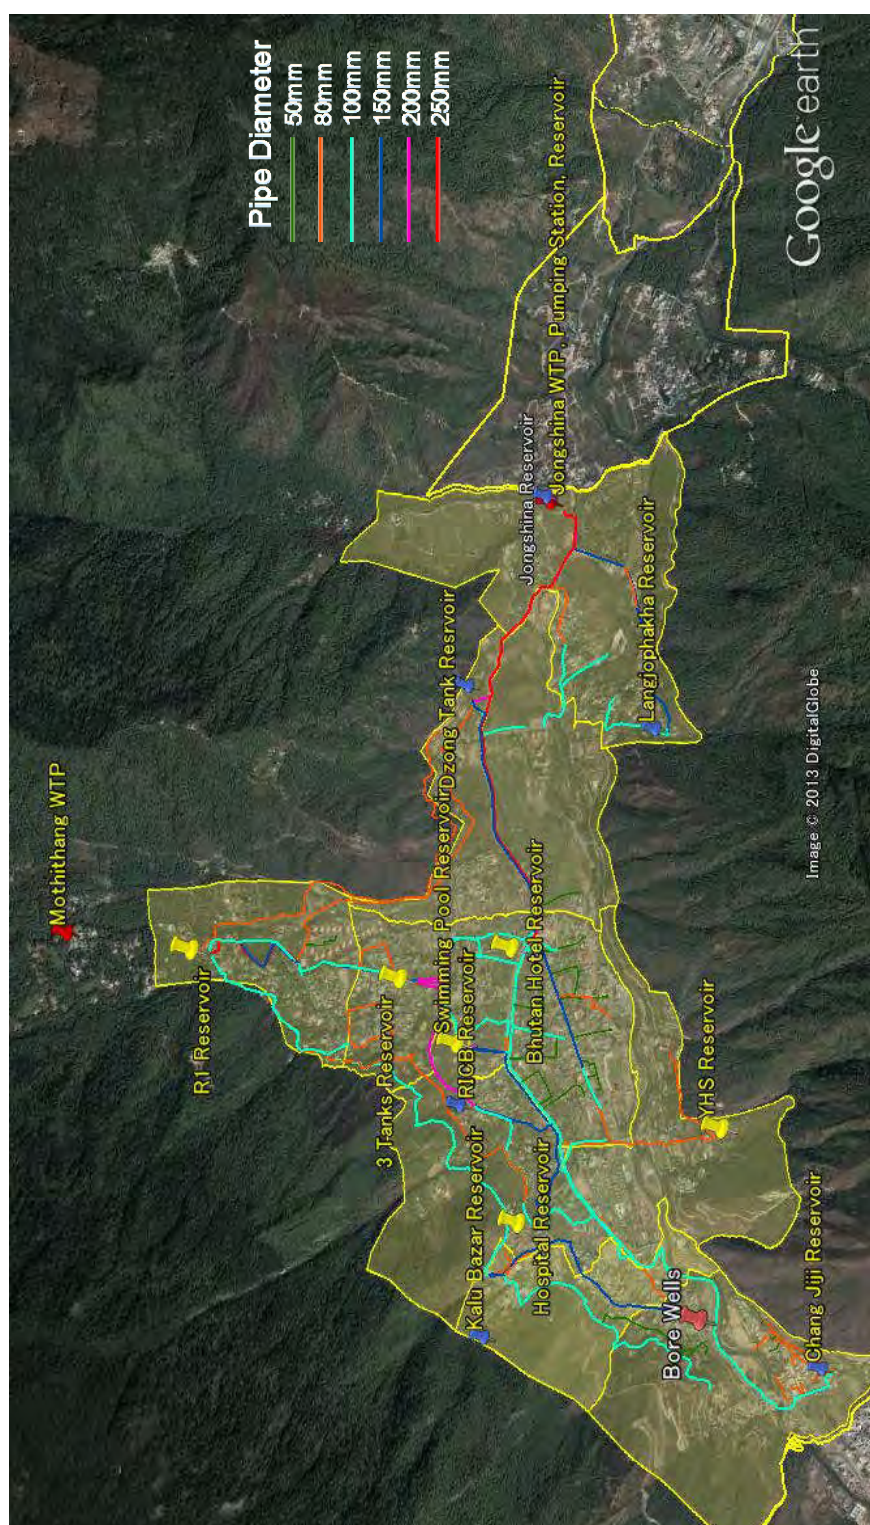 Pipe Diameter
50mm
80mm
100mm
150mm
200mm
250mm
Mothithang WTP
R1 Reservoir
3 Tanks Reservoir
Swimming Pool Reservoir
Dzong Tank Resrvoir
RICB Reservoir
Kalu Bazar Reservoir
Jongshina Reservoir
Jongshina WTP, Pumping Station, Reservoir
Bhutan Hotel Reservoir
Hospital Reservoir
Langjophakha Reservoir
Bore Wells
YHS Reservoir
Chang Jiji Reservoir
Image © 2013 DigitalGlobe
Google earth